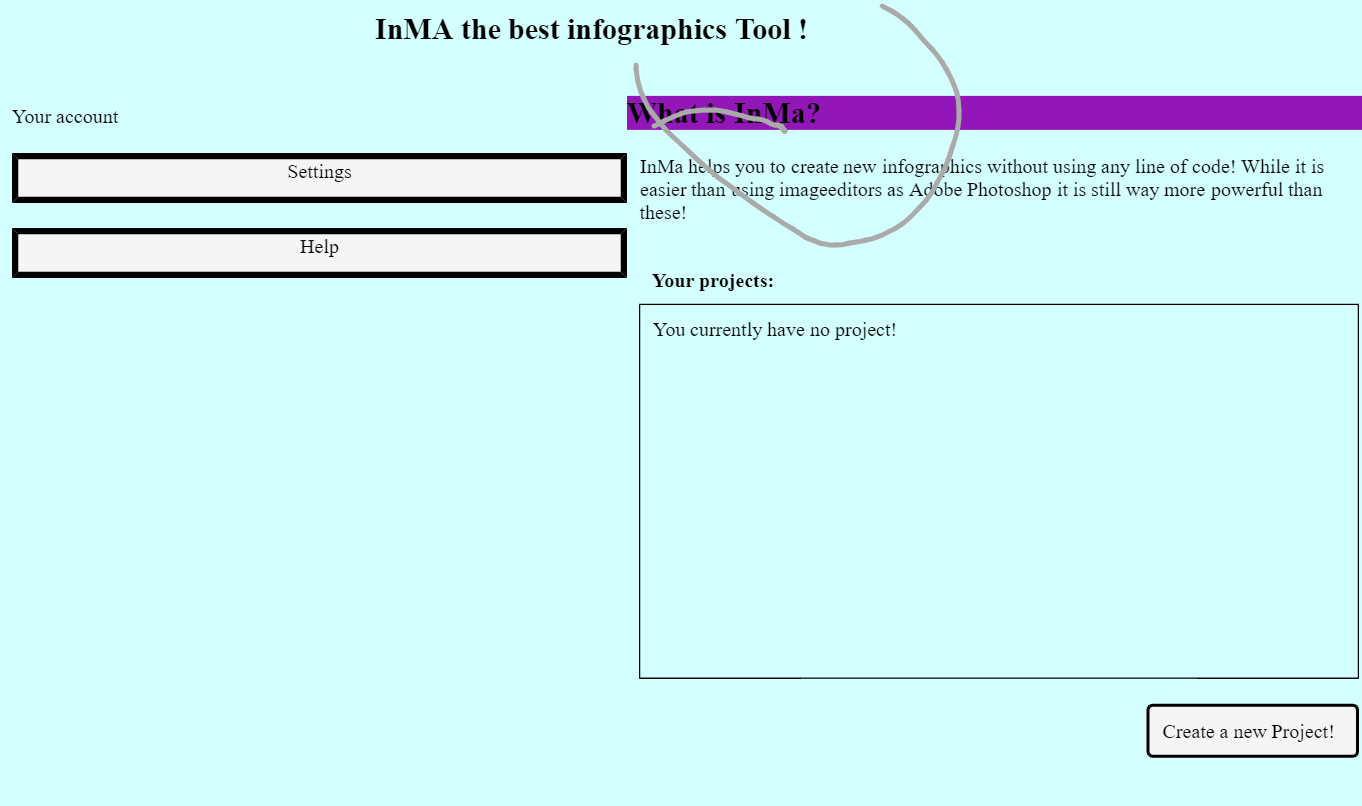 InMA the best infographics Tool !
Your account
Settings
Help
What is InMa?
InMa helps you to create new infographics without using any line of code! While it is
easier than using imageeditors as Adobe Photoshop it is still way more powerful than
these!
Your projects:
You currently have no project!
Create a new Project!